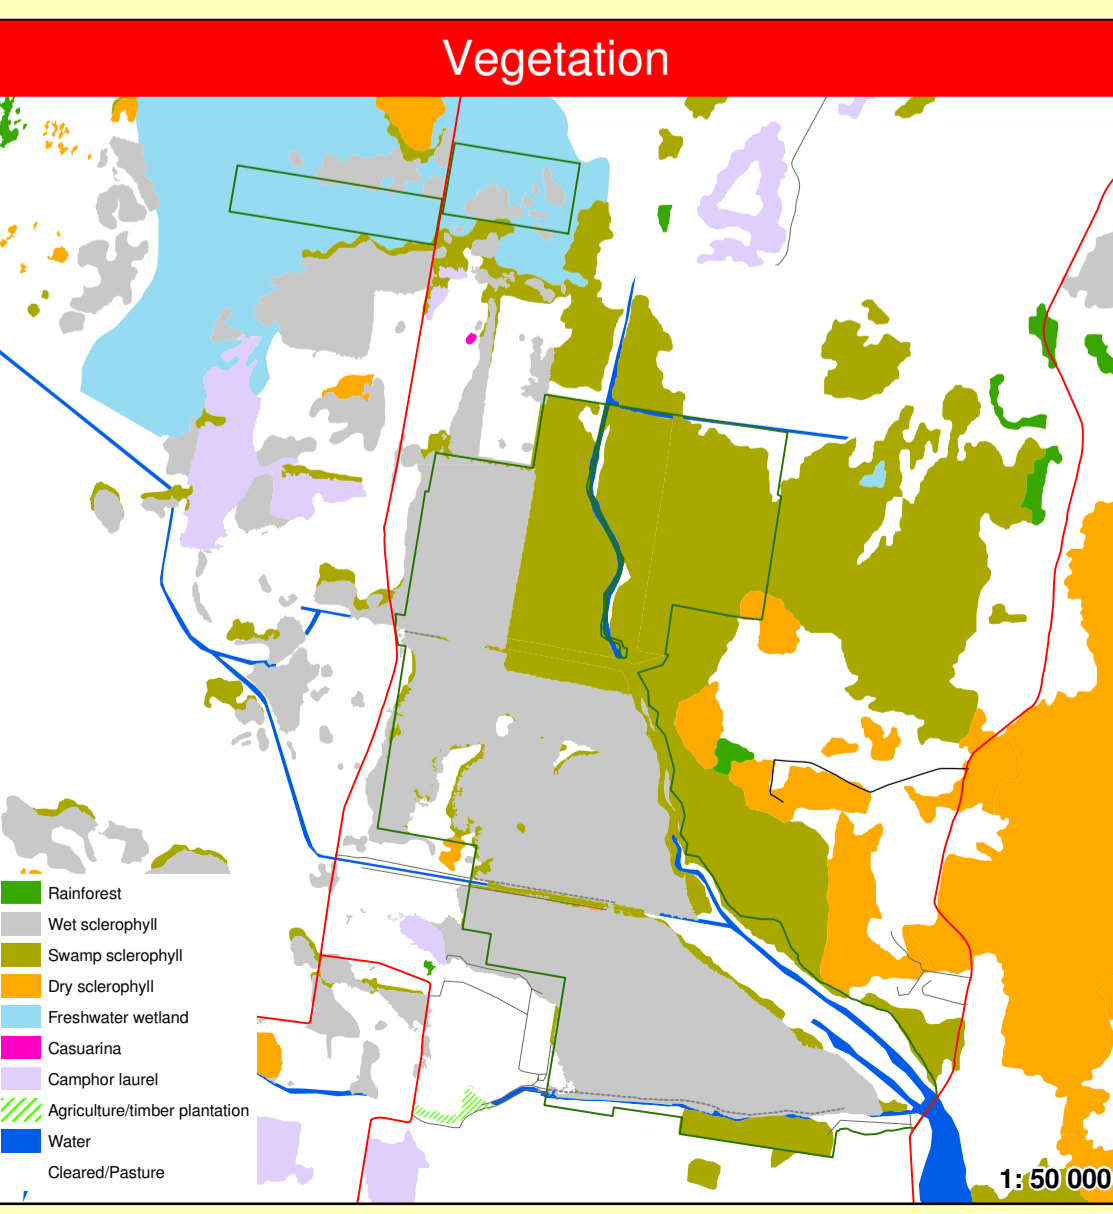 Vegetation
Rainforest
Wet sclerophyll
Swamp sclerophyll
Dry sclerophyll
Freshwater wetland
Casuarina
Camphor laurel
Agriculture/timber plantation
Water
Cleared/Pasture
1: 50 000